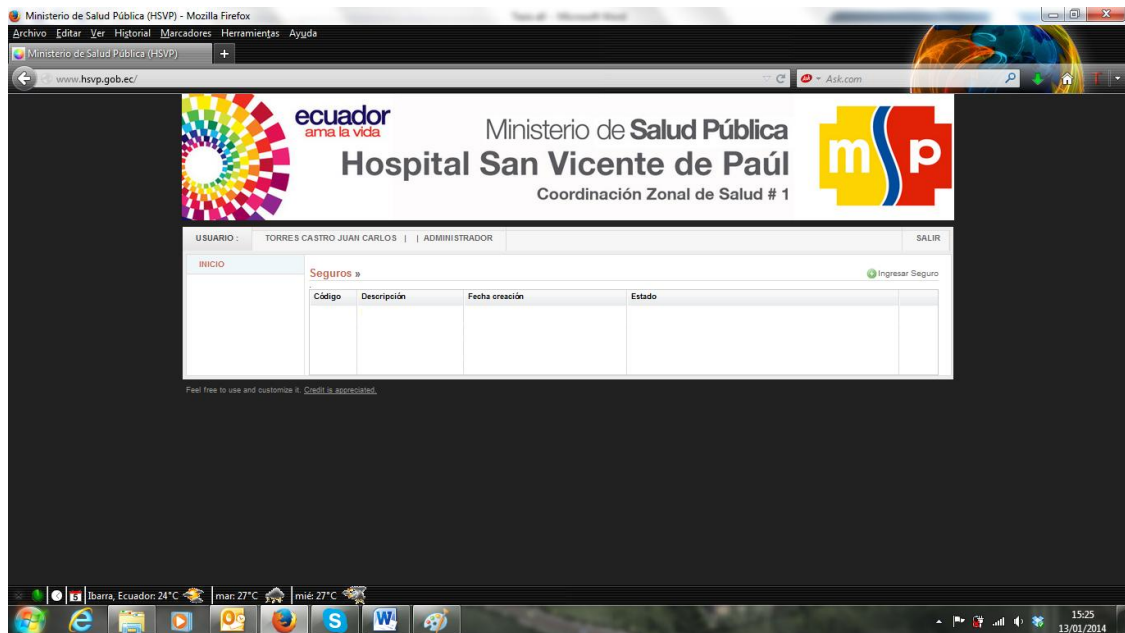 Ministerio de Salud Pública (HSVP) - Mozilla Firefox
Archivo Editar Ver Historial Marcadores Herramientas Ayuda
Ministerio de Salud Pública (HSVP) +
www.hsvp.gob.ec/ Ask.com
ecuador
ama la vida
Ministerio de Salud Pública
Hospital San Vicente de Paúl
Coordinación Zonal de Salud # 1
msp
USUARIO : TORRES CASTRO JUAN CARLOS | | ADMINISTRADOR SALIR
INICIO
Seguros » Ingresar Seguro
Código Descripción Fecha creación Estado
Feel free to use and customize it. Credit is appreciated.
5 Ibarra, Ecuador: 24°C mar: 27°C mié: 27°C
15:25
13/01/2014